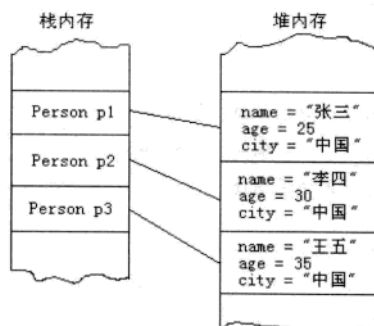 栈内存
堆内存
Person p1
Person p2
Person p3
name = "张三"
age = 25
city = "中国"
name = "李四"
age = 30
city = "中国"
name = "王五"
age = 35
city = "中国"